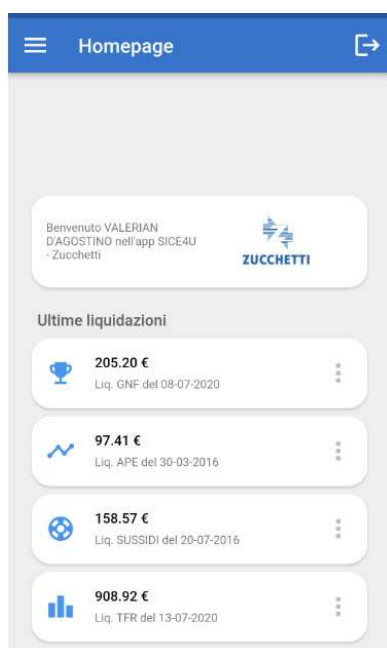 Homepage
Benvenuto VALERIAN
D'AGOSTINO nell'app SICE4U
- Zucchetti
ZUCCHETTI
Ultime liquidazioni
205.20 €
Liq. GNF del 08-07-2020
97.41 €
Liq. APE del 30-03-2016
158.57 €
Liq. SUSSIDI del 20-07-2016
908.92 €
Liq. TFR del 13-07-2020